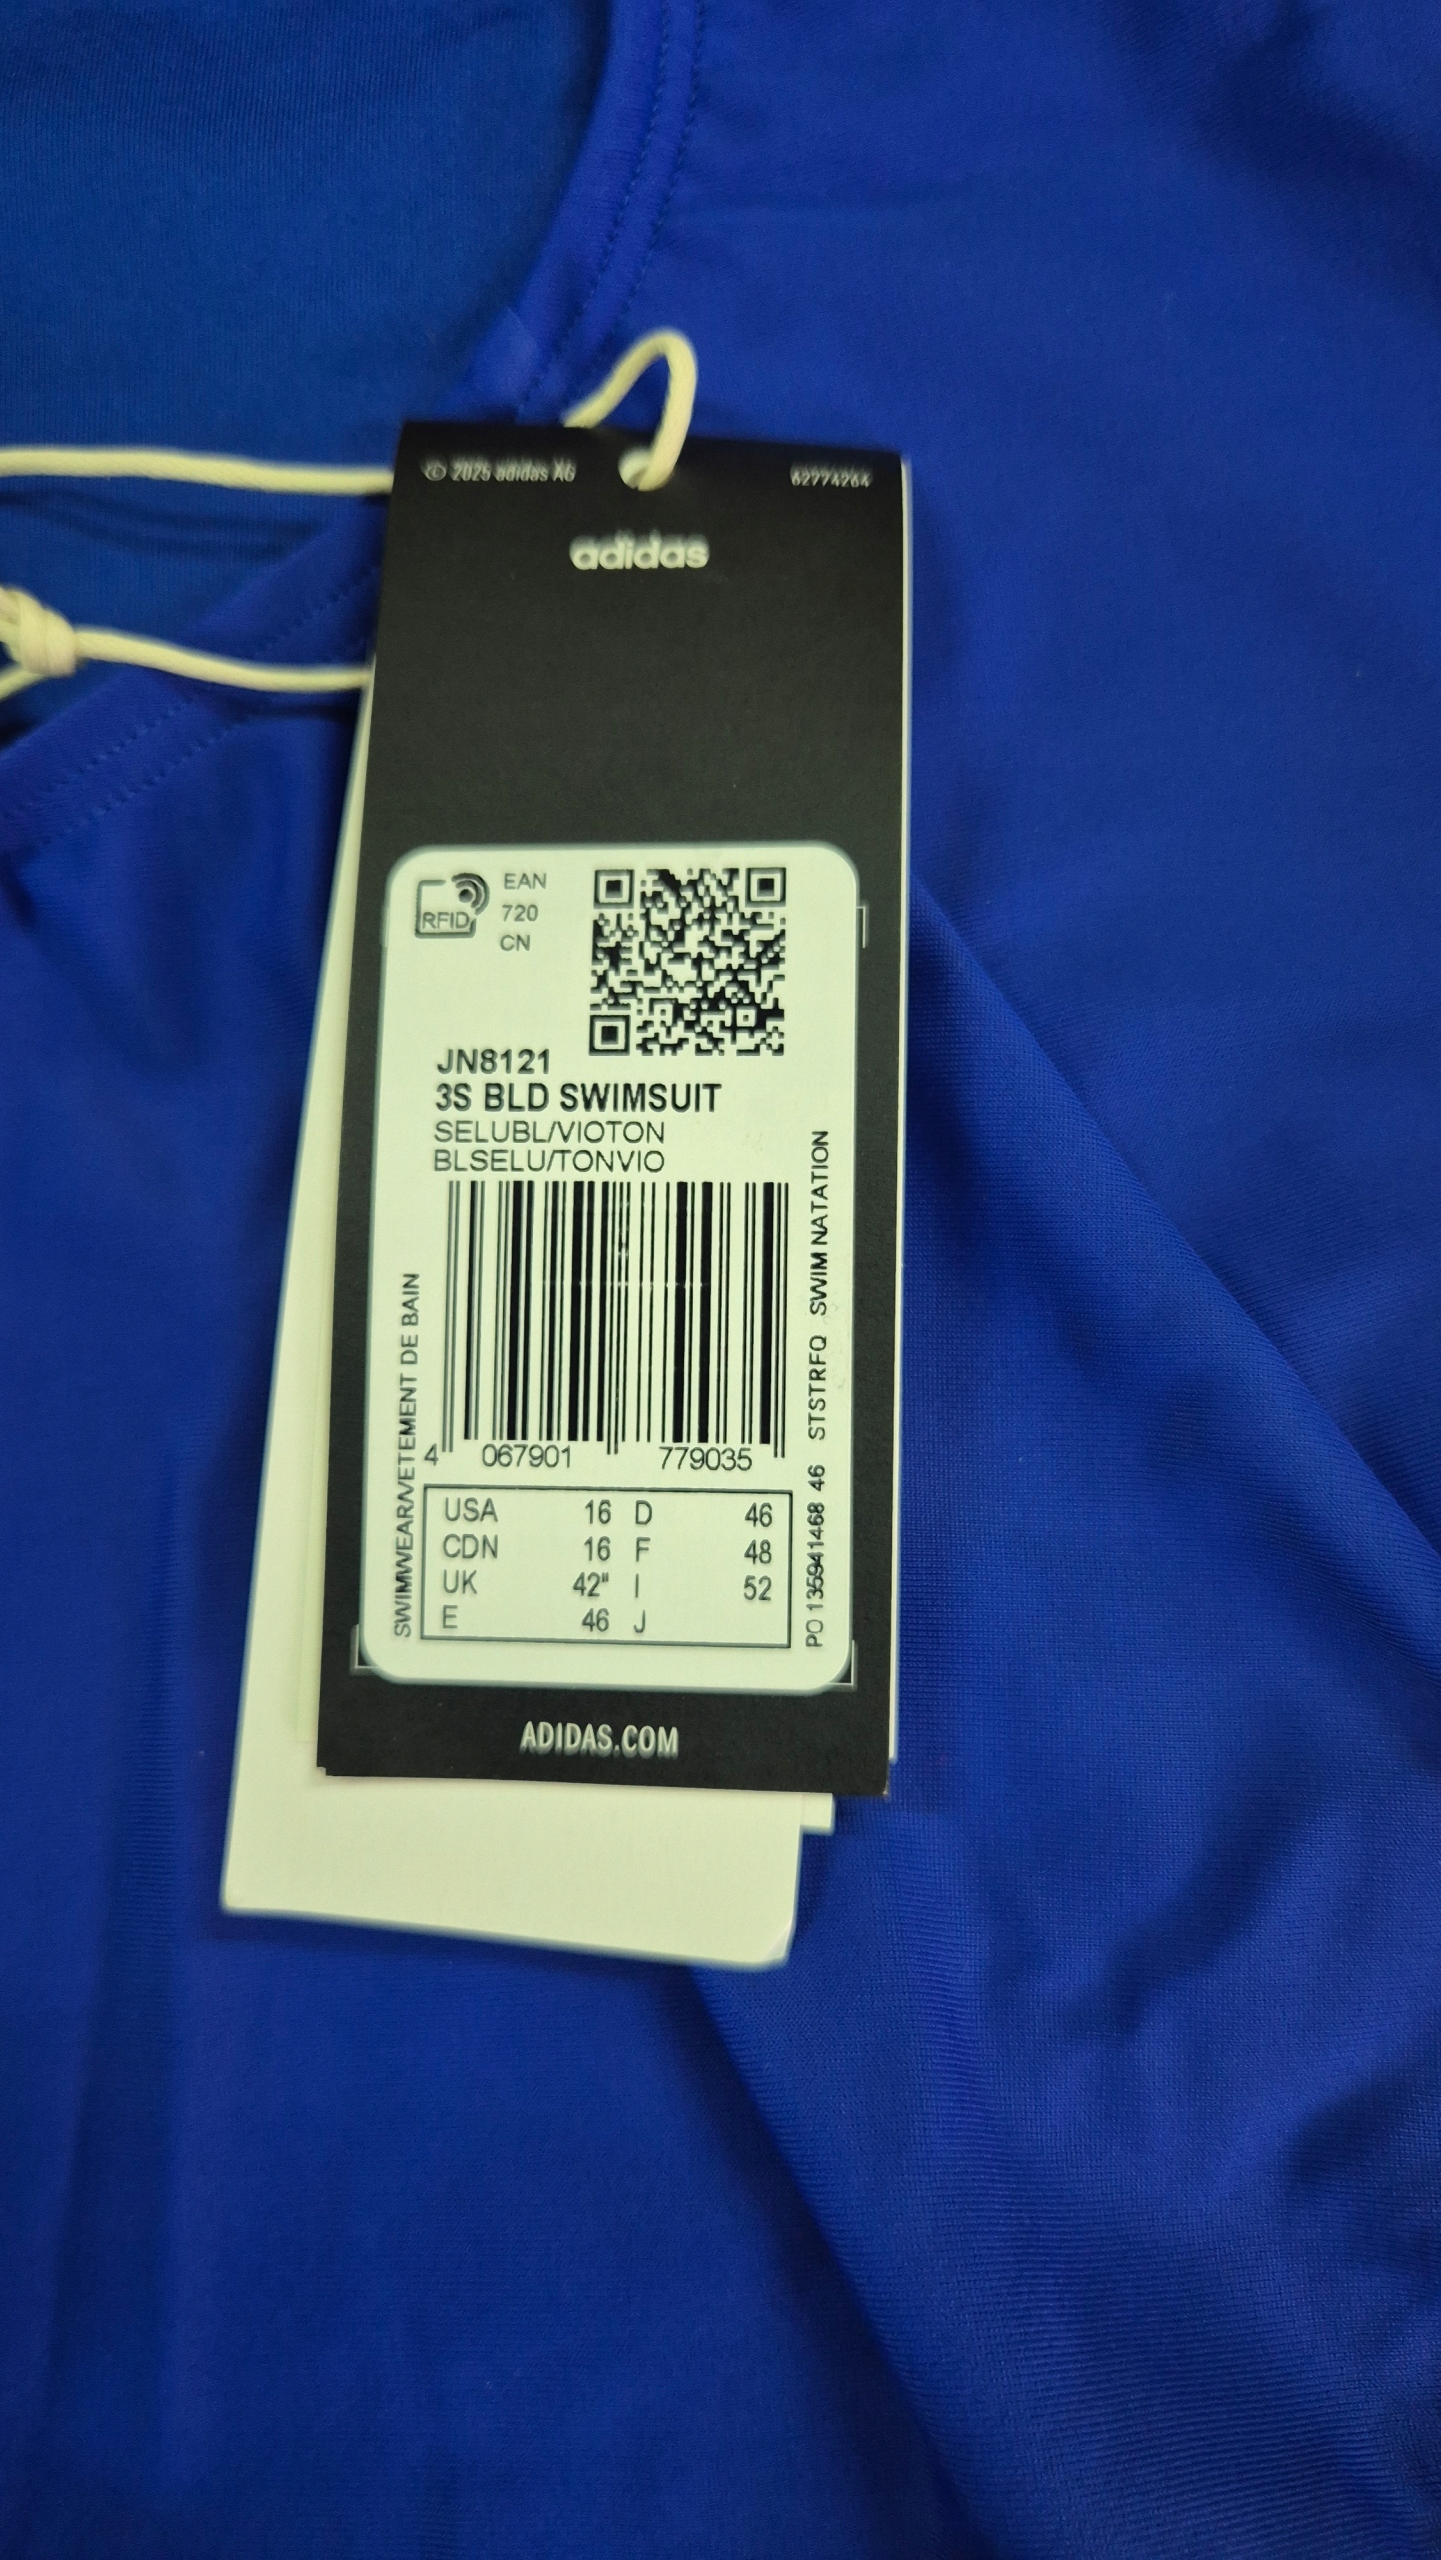 © 2025 adidas AG
62774264
adidas
RFID
EAN
720
CN
JN8121
3S BLD SWIMSUIT
SELUBL/VIOTON
BLSELU/TONVIO
4 067901 779035
USA 16 D 46
CDN 16 F 48
UK 42" I 52
E 46 J
SWIMWEAR/VETEMENT DE BAIN
PO 135941468 46 STSTRFQ SWIM NATATION
ADIDAS.COM